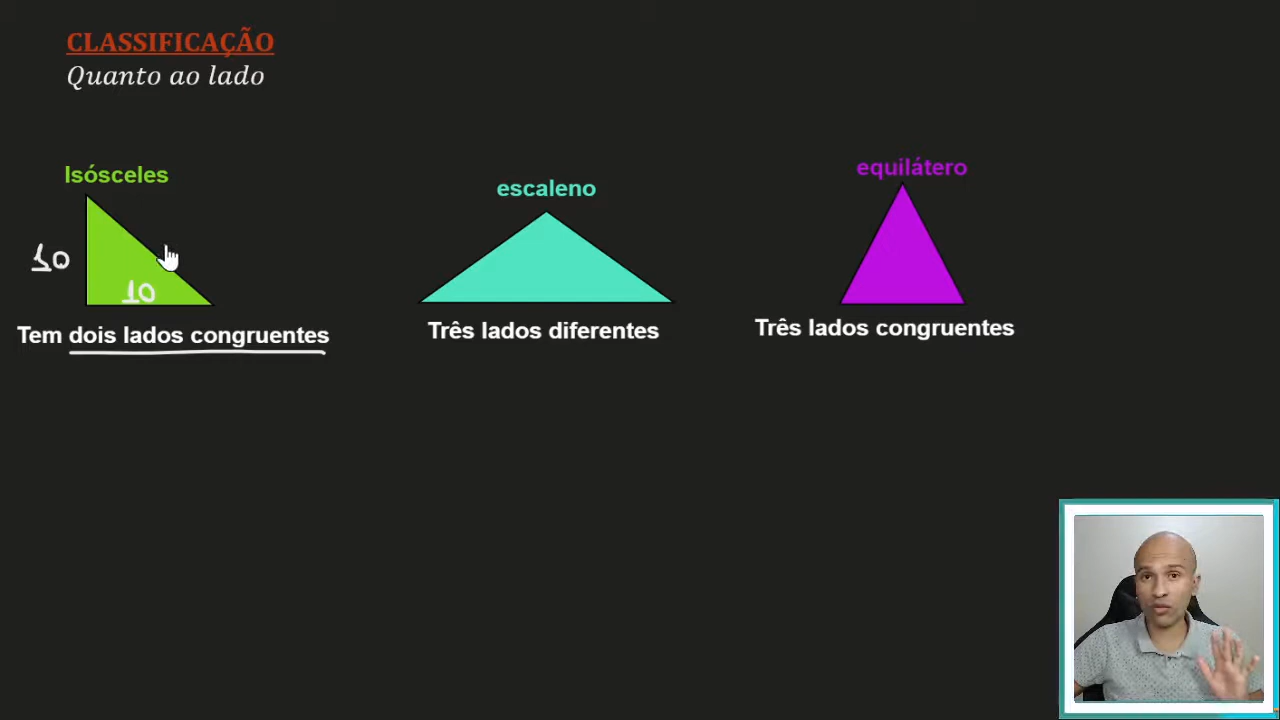 CLASSIFICAÇÃO
Quanto ao lado
Isósceles
escaleno
equilátero
10
10
Tem dois lados congruentes
Três lados diferentes
Três lados congruentes